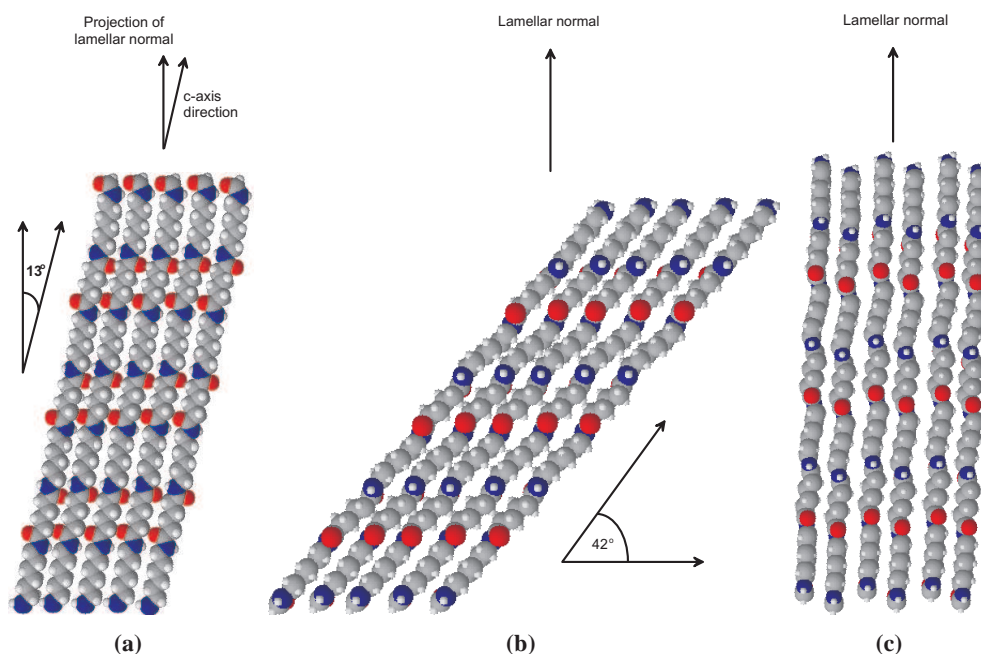 Projection of
lamellar normal
c-axis
direction
13°
(a)
Lamellar normal
42°
(b)
Lamellar normal
(c)